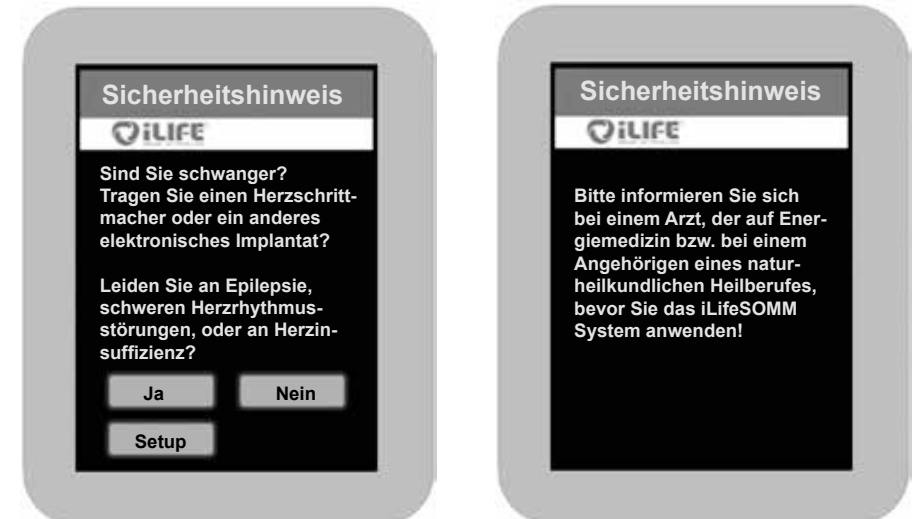 Sicherheitshinweis
iLIFE
Sind Sie schwanger?
Tragen Sie einen Herzschritt-
macher oder ein anderes
elektronisches Implantat?
Leiden Sie an Epilepsie,
schweren Herzrhythmus-
störungen, oder an Herzin-
suffizienz?
Ja
Nein
Setup
Sicherheitshinweis
iLIFE
Bitte informieren Sie sich
bei einem Arzt, der auf Ener-
giemedizin bzw. bei einem
Angehörigen eines natur-
heilkundlichen Heilberufes,
bevor Sie das iLifeSOMM
System anwenden!